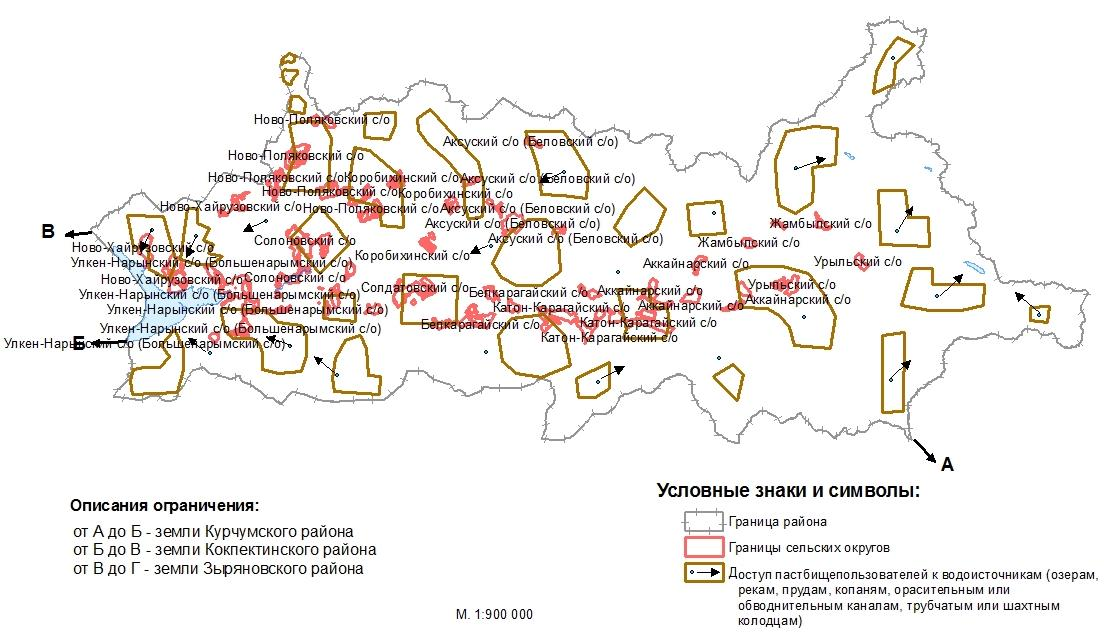 Ново-Поляковский с/о
Аксуский с/о (Беловский с/о)
Ново-Поляковский с/о
Ново-Поляковский с/о
Коробихинский с/о
Аксуский с/о (Беловский с/о)
Ново-Поляковский с/о
Коробихинский с/о
Ново-Хайрузовский с/о
Ново-Поляковский с/о
Аксуский с/о (Беловский с/о)
Аксуский с/о (Беловский с/о)
Жамбылский с/о
В
Солоновский с/о
Аксуский с/о (Беловский с/о)
Жамбылский с/о
Ново-Хайрузовский с/о
Коробихинский с/о
Улкен-Нарынский с/о (Большенарымский с/о)
Аккайнарский с/о
Урыльский с/о
Ново-Хайрузовский с/о
Солоновский с/о
Солдатовский с/о
Урыльский с/о
Улкен-Нарынский с/о (Большенарымский с/о)
Белкарагайский с/о
Аккайнарский с/о
Аккайнарский с/о
Улкен-Нарынский с/о (Большенарымский с/о)
Катон-Карагайский с/о
Аккайнарский с/о
Улкен-Нарынский с/о (Большенарымский с/о)
Белкарагайский с/о
Катон-Карагайский с/о
Улкен-Нарынский с/о (Большенарымский с/о)
Катон-Карагайский с/о
А
Описания ограничения:
от А до Б - земли Курчумского района
от Б до В - земли Кокпектинского района
от В до Г - земли Зыряновского района
М. 1:900 000
Условные знаки и символы:
Граница района
Границы сельских округов
Доступ пастбищепользователей к водоисточникам (озерам,
рекам, прудам, копаням, орасительным или
обводнительным каналам, трубчатым или шахтным
колодцам)